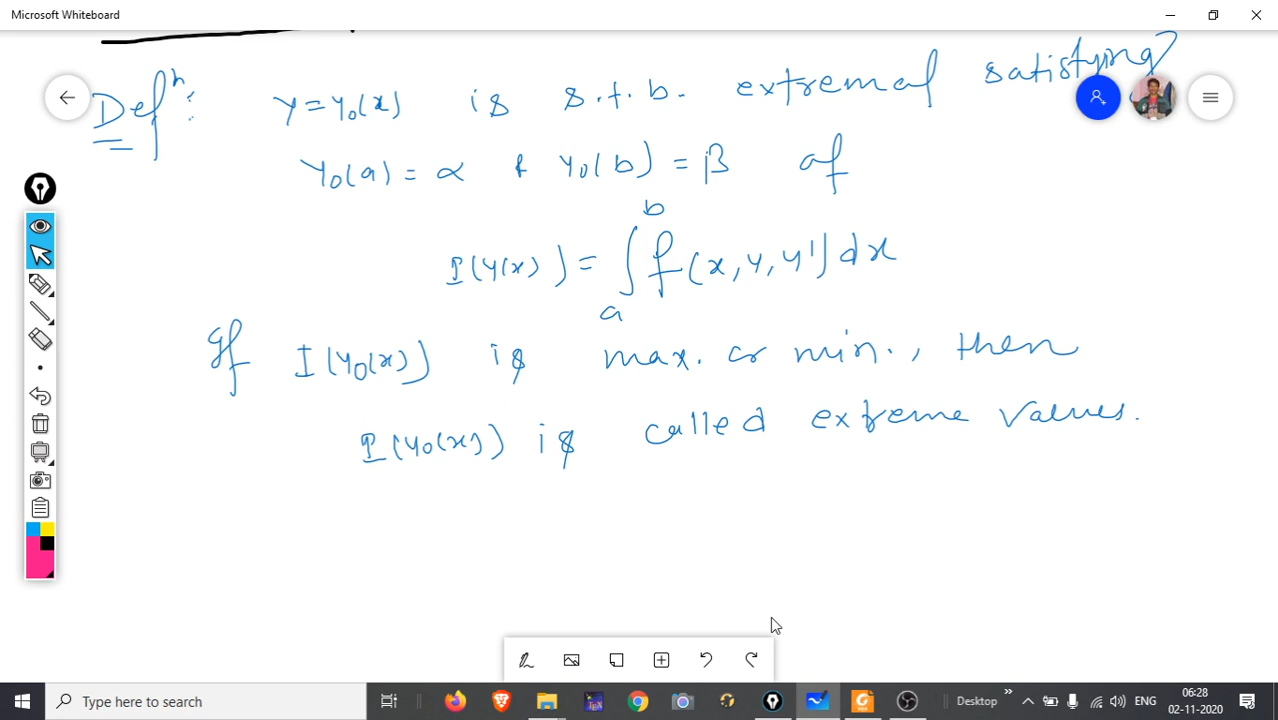 Microsoft Whiteboard
Defⁿ: y = y₀(x) is s.t.b. extremal satisfying
y₀(a) = α & y₀(b) = β of
I(y(x)) = ∫ₐᵇ f(x, y, y') dx
If I(y₀(x)) is max. or min., then
I(y₀(x)) is called extreme values.
Type here to search
Desktop
ENG
06:28
02-11-2020